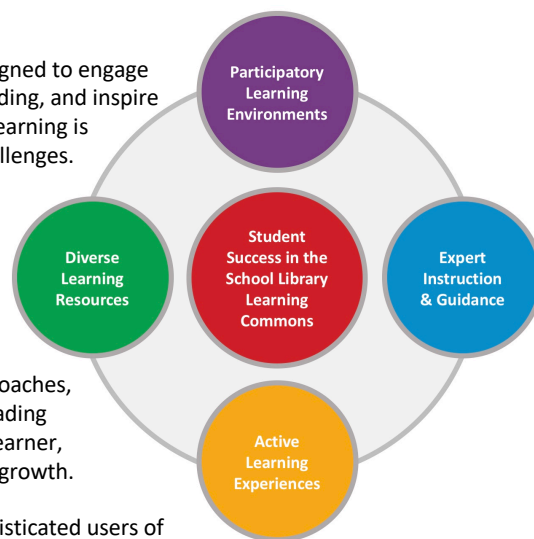 gned to engage
ding, and inspire
earning is
llenges.
Participatory
Learning
Environments
Diverse
Learning
Resources
Student
Success in the
School Library
Learning
Commons
Expert
Instruction
& Guidance
oaches,
ading
earner,
growth.
Active
Learning
Experiences
isticated users of